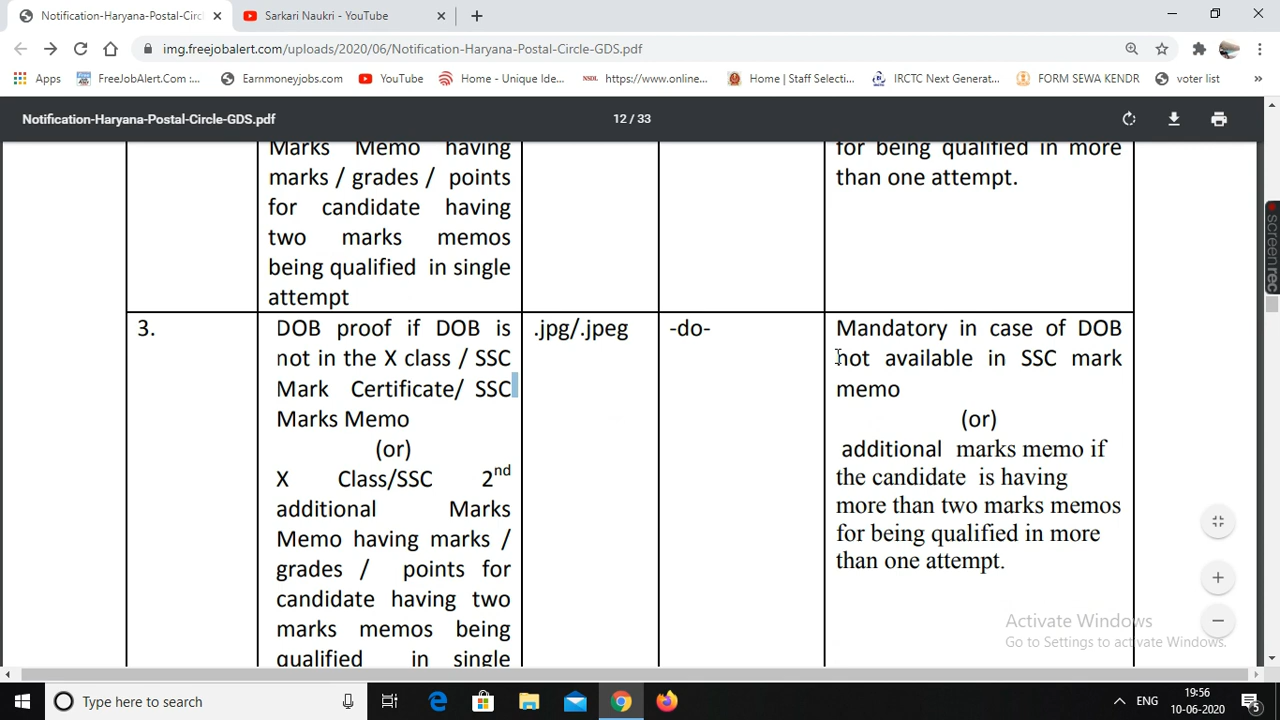 Notification-Haryana-Postal-Circ
Sarkari Naukri - YouTube
img.freejobalert.com/uploads/2020/06/Notification-Haryana-Postal-Circle-GDS.pdf
Apps
FreeJobAlert.Com :...
Earnmoneyjobs.com
YouTube
Home - Unique Ide...
NSDL
https://www.online...
Home | Staff Selecti...
IRCTC Next Generat...
FORM SEWA KENDR
voter list
»
Notification-Haryana-Postal-Circle-GDS.pdf
12 / 33
Marks Memo having
marks / grades / points
for candidate having
two marks memos
being qualified in single
attempt
for being qualified in more
than one attempt.
3.
DOB proof if DOB is
not in the X class / SSC
Mark Certificate/ SSC
Marks Memo
(or)
X Class/SSC 2nd
additional Marks
Memo having marks /
grades / points for
candidate having two
marks memos being
qualified in single
.jpg/.jpeg
-do-
Mandatory in case of DOB
not available in SSC mark
memo
(or)
additional marks memo if
the candidate is having
more than two marks memos
for being qualified in more
than one attempt.
screenrec
Activate Windows
Go to Settings to activate Windows.
Type here to search
ENG
19:56
10-06-2020
5